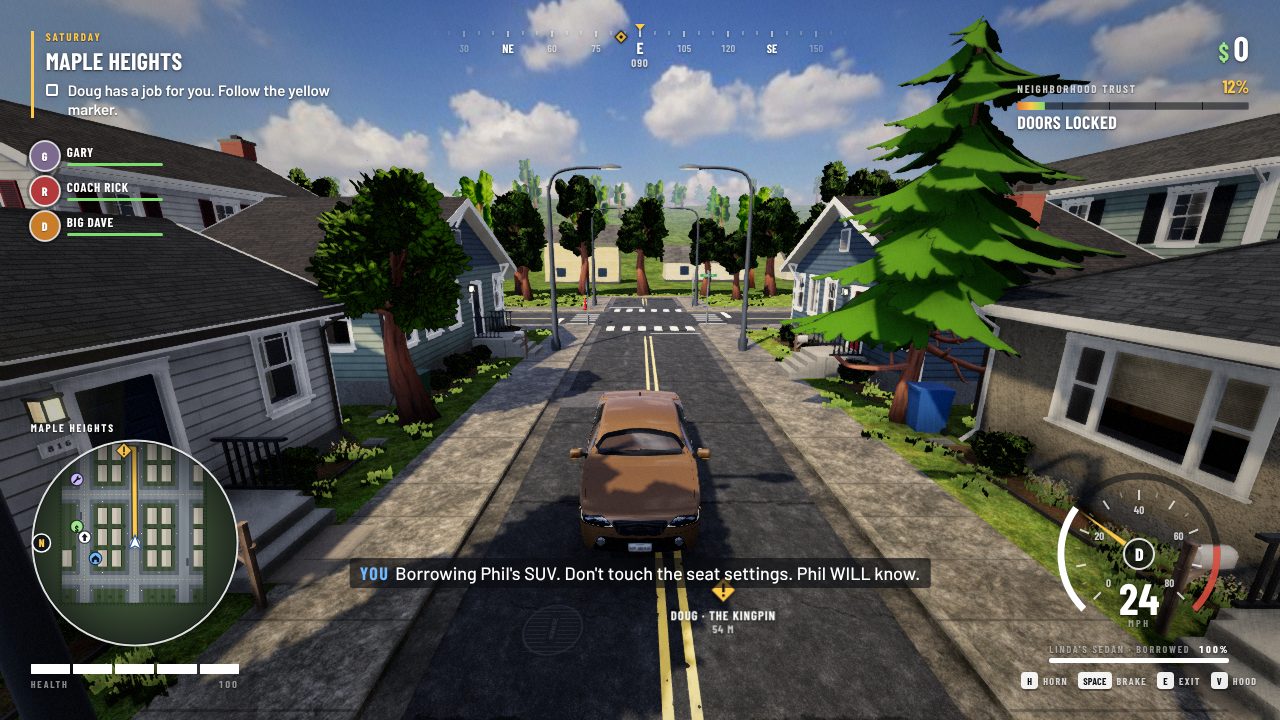 SATURDAY
MAPLE HEIGHTS
Doug has a job for you. Follow the yellow
marker.
G GARY
R COACH RICK
D BIG DAVE
30 NE 60 75 E 105 120 SE 150
090
$0
NEIGHBORHOOD TRUST 12%
DOORS LOCKED
816
MAPLE HEIGHTS
N
HEALTH 100
YOU Borrowing Phil's SUV. Don't touch the seat settings. Phil WILL know.
DOUG · THE KINGPIN
54 M
0 20 40 60 80
D
24
MPH
LINDA'S SEDAN · BORROWED 100%
H HORN SPACE BRAKE E EXIT V HOOD